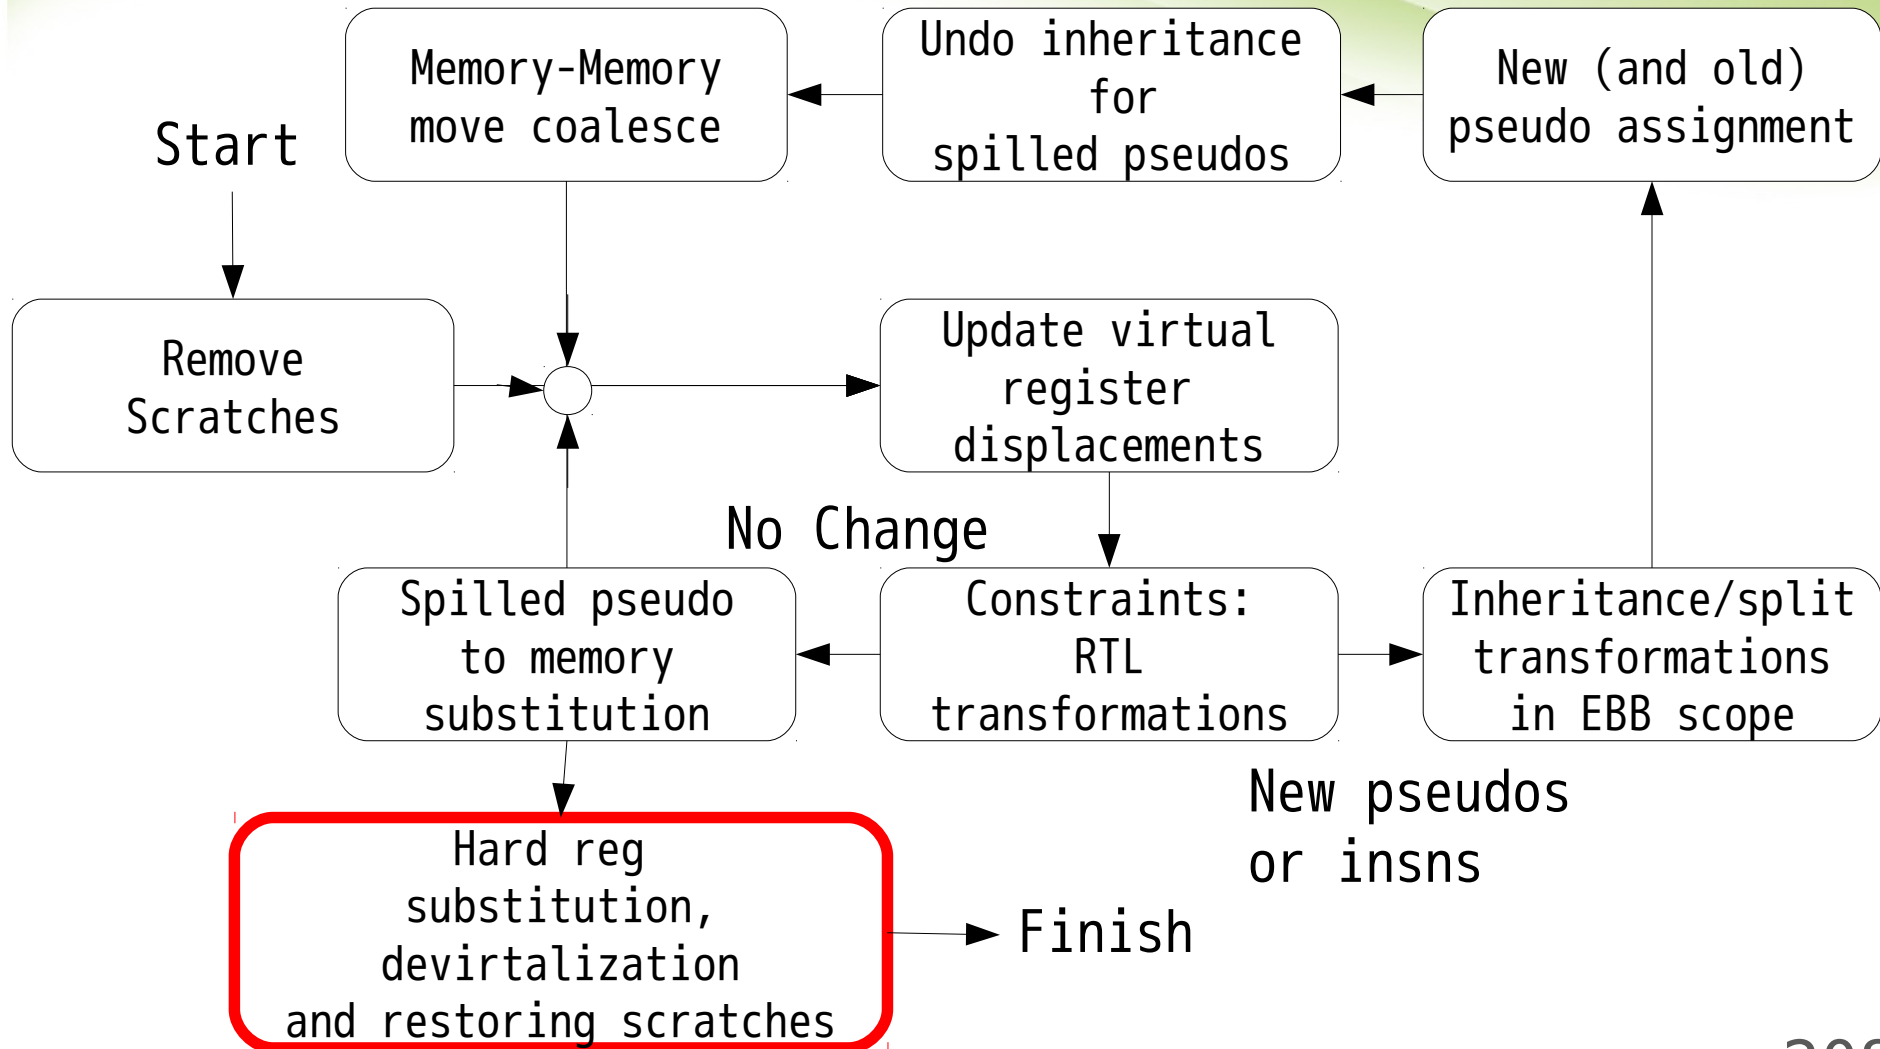 Memory-Memory
move coalesce
Undo inheritance
for
spilled pseudos
New (and old)
pseudo assignment
Start
Remove
Scratches
Update virtual
register
displacements
No Change
Spilled pseudo
to memory
substitution
Constraints:
RTL
transformations
Inheritance/split
transformations
in EBB scope
New pseudos
or insns
Hard reg
substitution,
devirtalization
and restoring scratches
Finish